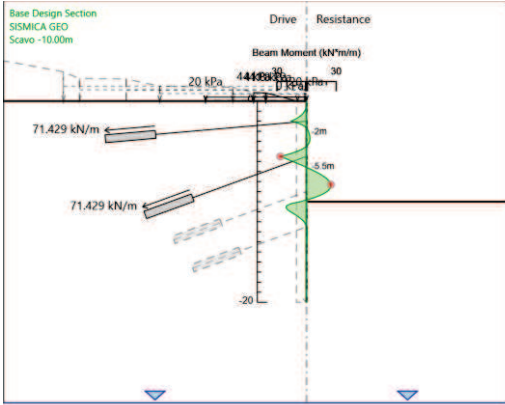 Base Design Section
SISMICA GEO
Scavo -10.00m
Drive
Resistance
Beam Moment (kN*m/m)
30
30
20 kPa
71.429 kN/m
-2m
-5.5m
71.429 kN/m
-20